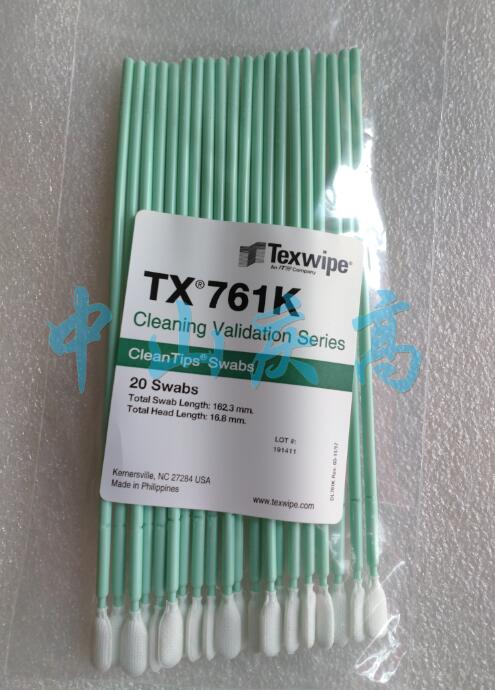 Texwipe®
An ITW Company
TX®761K
Cleaning Validation Series
CleanTips® Swabs
20 Swabs
Total Swab Length: 162.3 mm.
Total Head Length: 16.8 mm.
LOT #:
191411
Kernersville, NC 27284 USA
Made in Philippines
www.texwipe.com
中山庆高